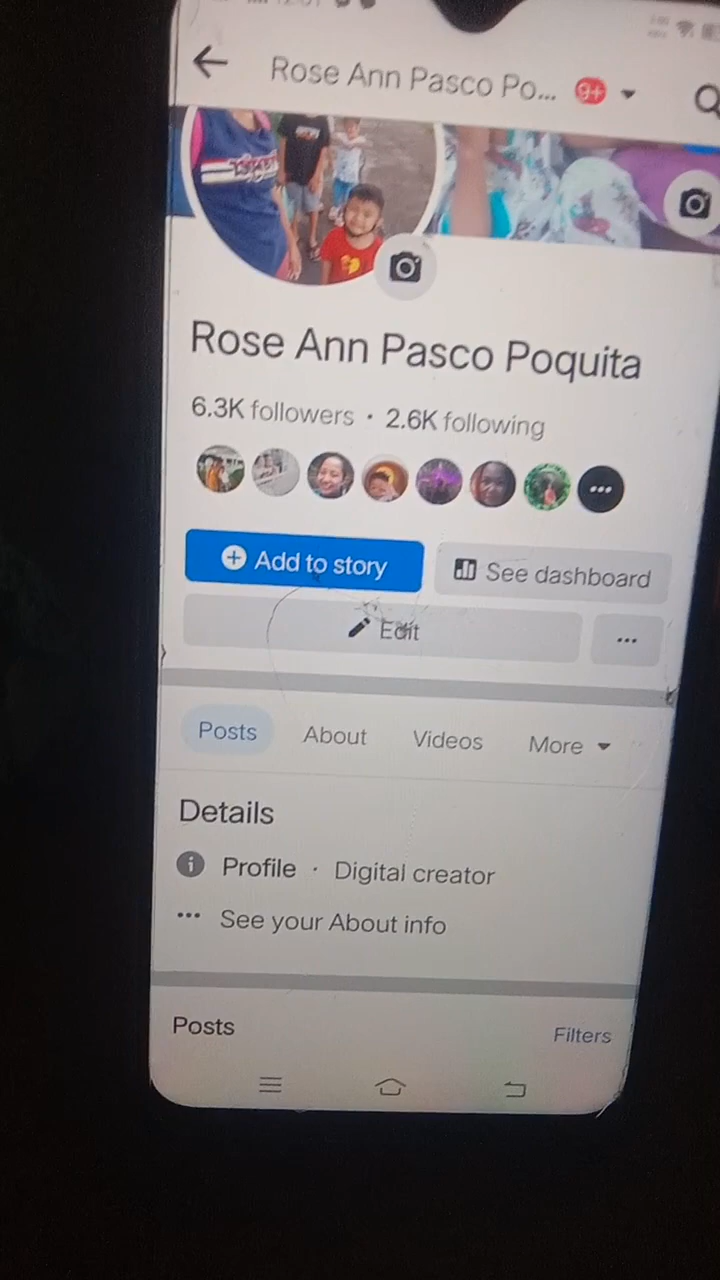 Rose Ann Pasco Po... 9+
Rose Ann Pasco Poquita
6.3K followers · 2.6K following
Add to story
See dashboard
Edit
Posts
About
Videos
More
Details
Profile · Digital creator
See your About info
Posts
Filters